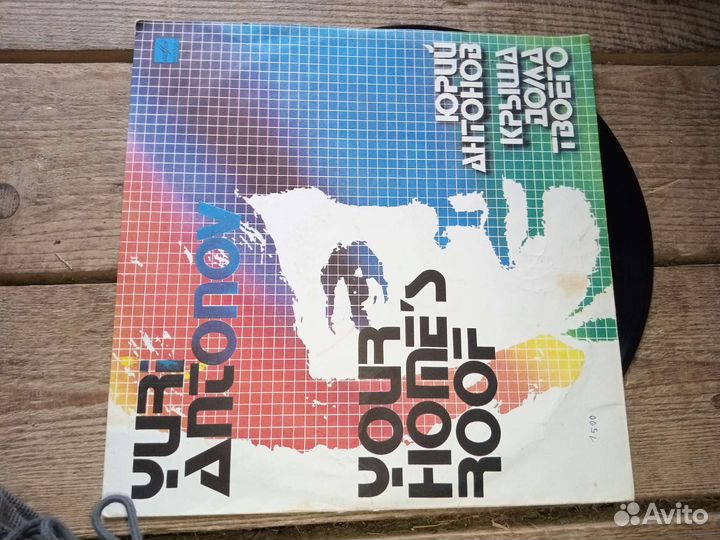 ЮРИЙ
АНТОНОВ
КРЫША
ДОМА
ТВОЕГО
YURI
ANTONOV
YOUR
HOME'S
ROOF
1500
Avito